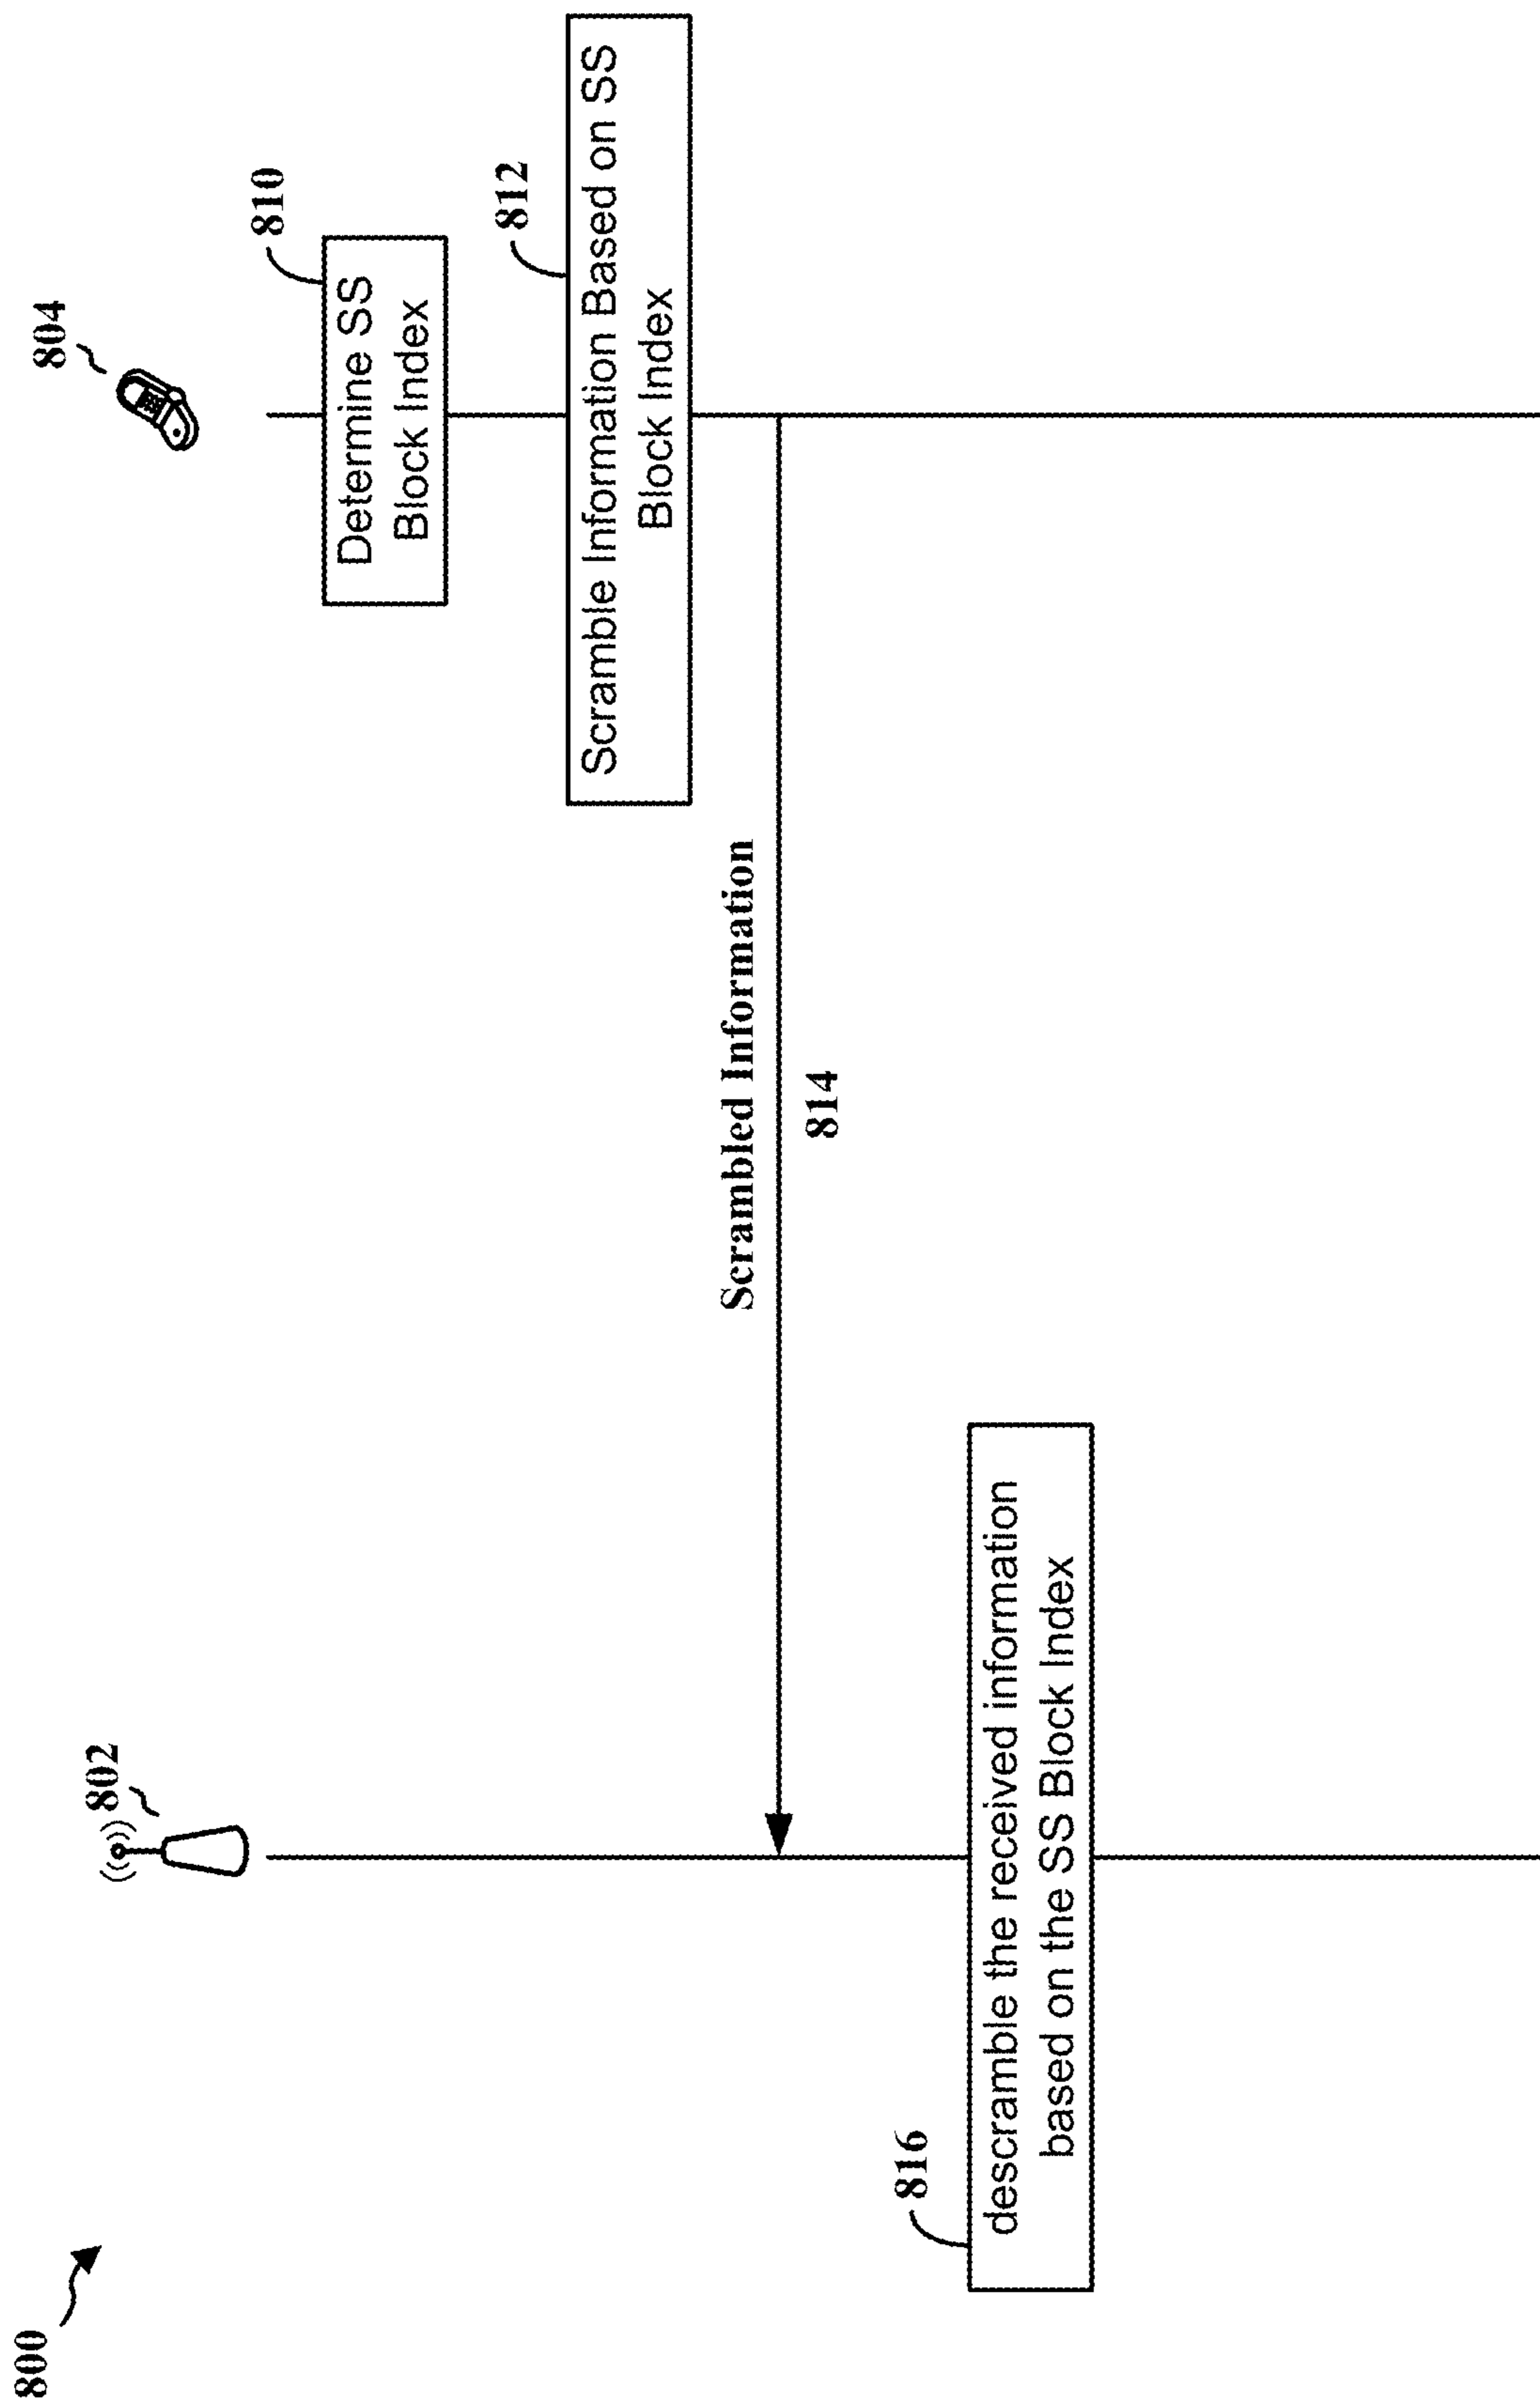 800
802
804
Determine SS
Block Index
810
Scramble Information Based on SS
Block Index
812
Scrambled Information
814
816
descramble the received information
based on the SS Block Index